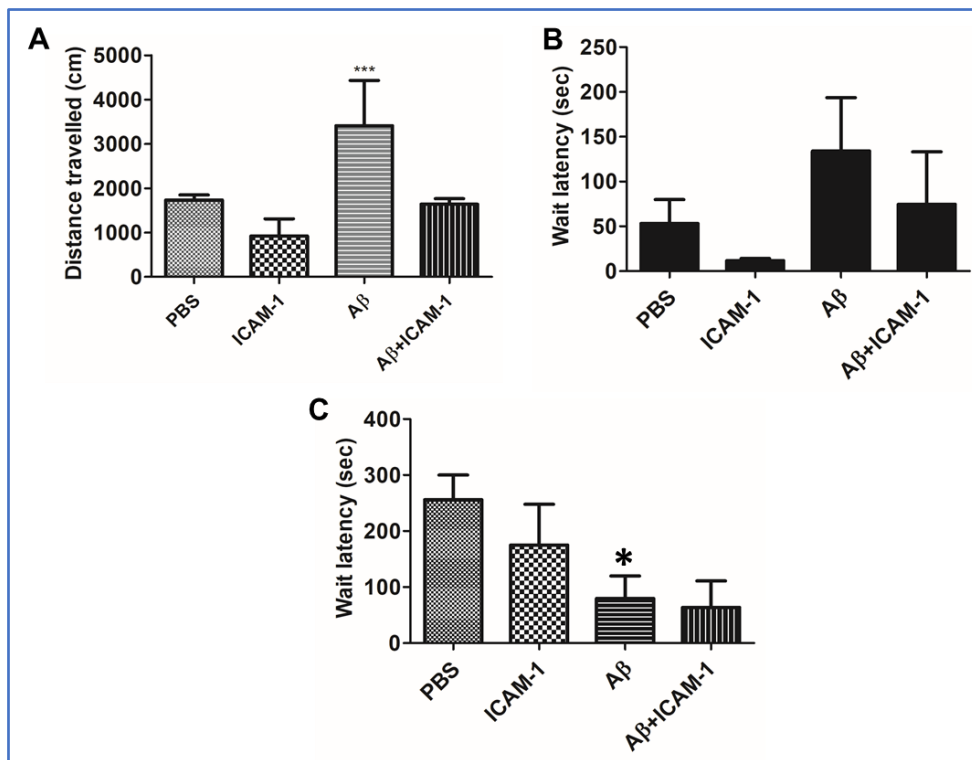 A
Distance travelled (cm)
5000
4000
3000
2000
1000
0
***
PBS
ICAM-1
Aβ
Aβ+ICAM-1
B
Wait latency (sec)
250
200
150
100
50
0
PBS
ICAM-1
Aβ
Aβ+ICAM-1
C
Wait latency (sec)
400
300
200
100
0
*
PBS
ICAM-1
Aβ
Aβ+ICAM-1